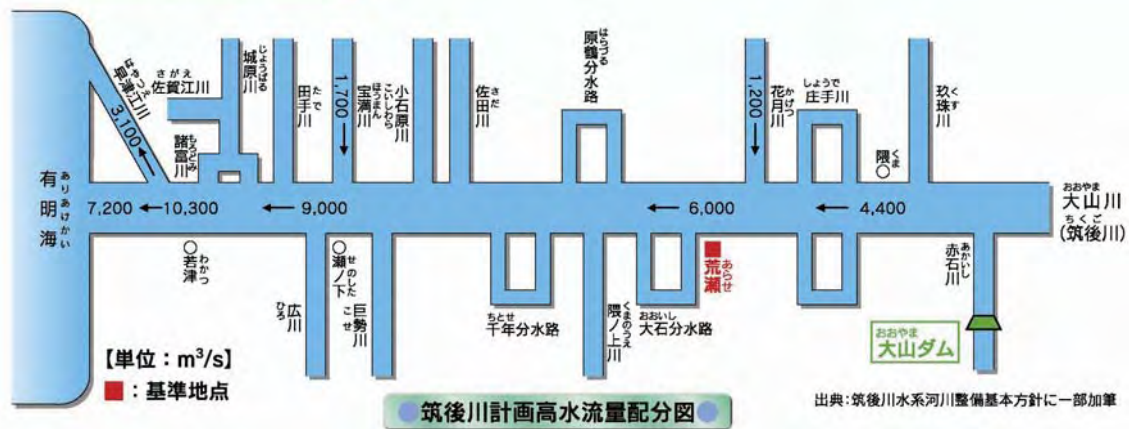 有明海
ありあけかい
早津江川
はやつえ
3,100
佐賀江川
さがえ
諸富川
もろどみ
城原川
じょうばる
田手川
たで
1,700
宝満川
ほうまん
小石原川
こいしわら
佐田川
さだ
原鶴分水路
はらづる
1,200
花月川
かげつ
庄手川
しょうで
隈
くま
玖珠川
くす
7,200
10,300
9,000
6,000
4,400
大山川
おおやま
(筑後川)
ちくご
若津
わかつ
広川
ひろ
瀬ノ下
せのした
巨勢川
こせ
千年分水路
ちとせ
隈ノ上川
くまのうえ
大石分水路
おおいし
荒瀬
あらせ
赤石川
あかいし
おおやま
大山ダム
【単位:m³/s】
■:基準地点
筑後川計画高水流量配分図
出典:筑後川水系河川整備基本方針に一部加筆